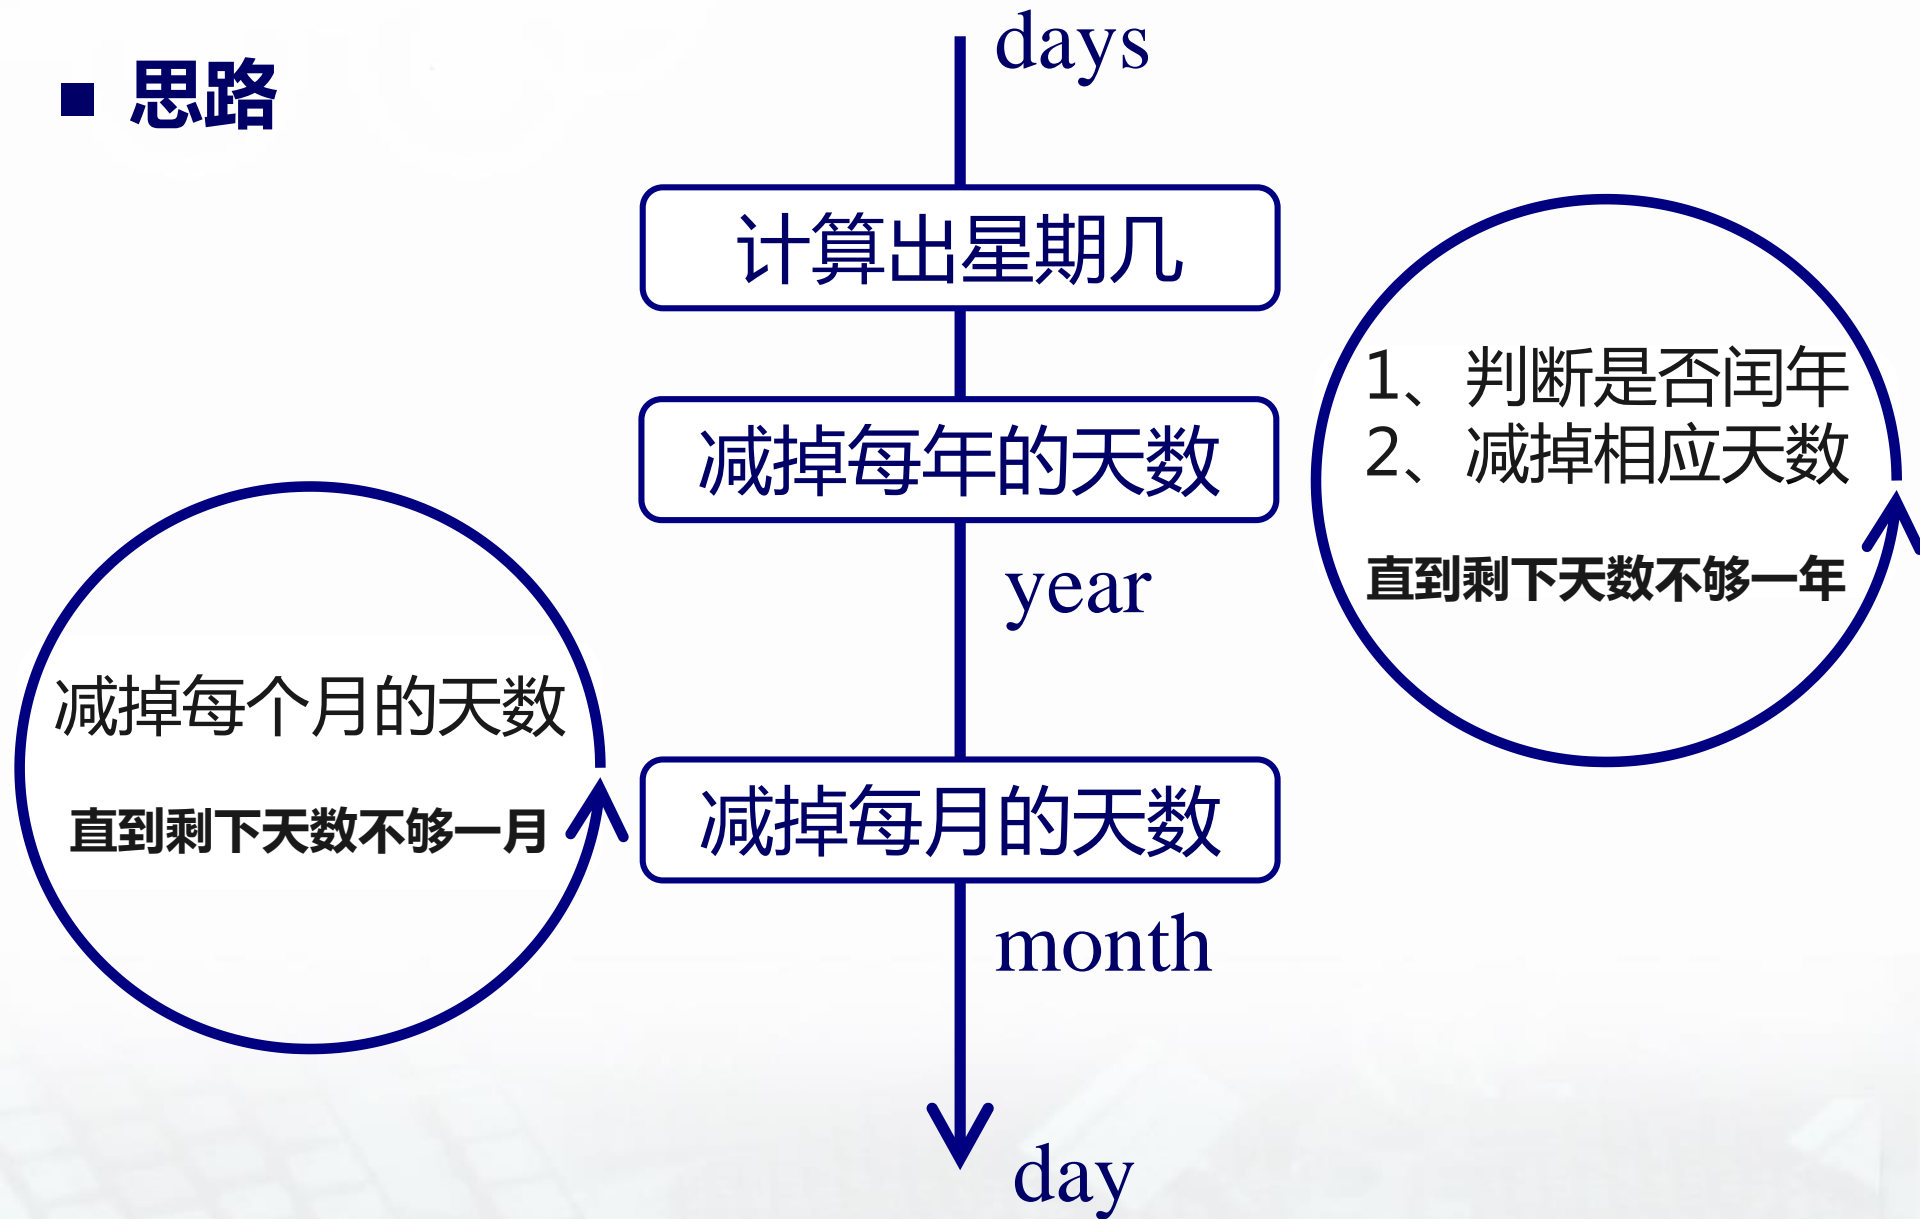 思路
days
计算出星期几
减掉每年的天数
year
1、判断是否闰年
2、减掉相应天数
直到剩下天数不够一年
减掉每个月的天数
直到剩下天数不够一月
减掉每月的天数
month
day